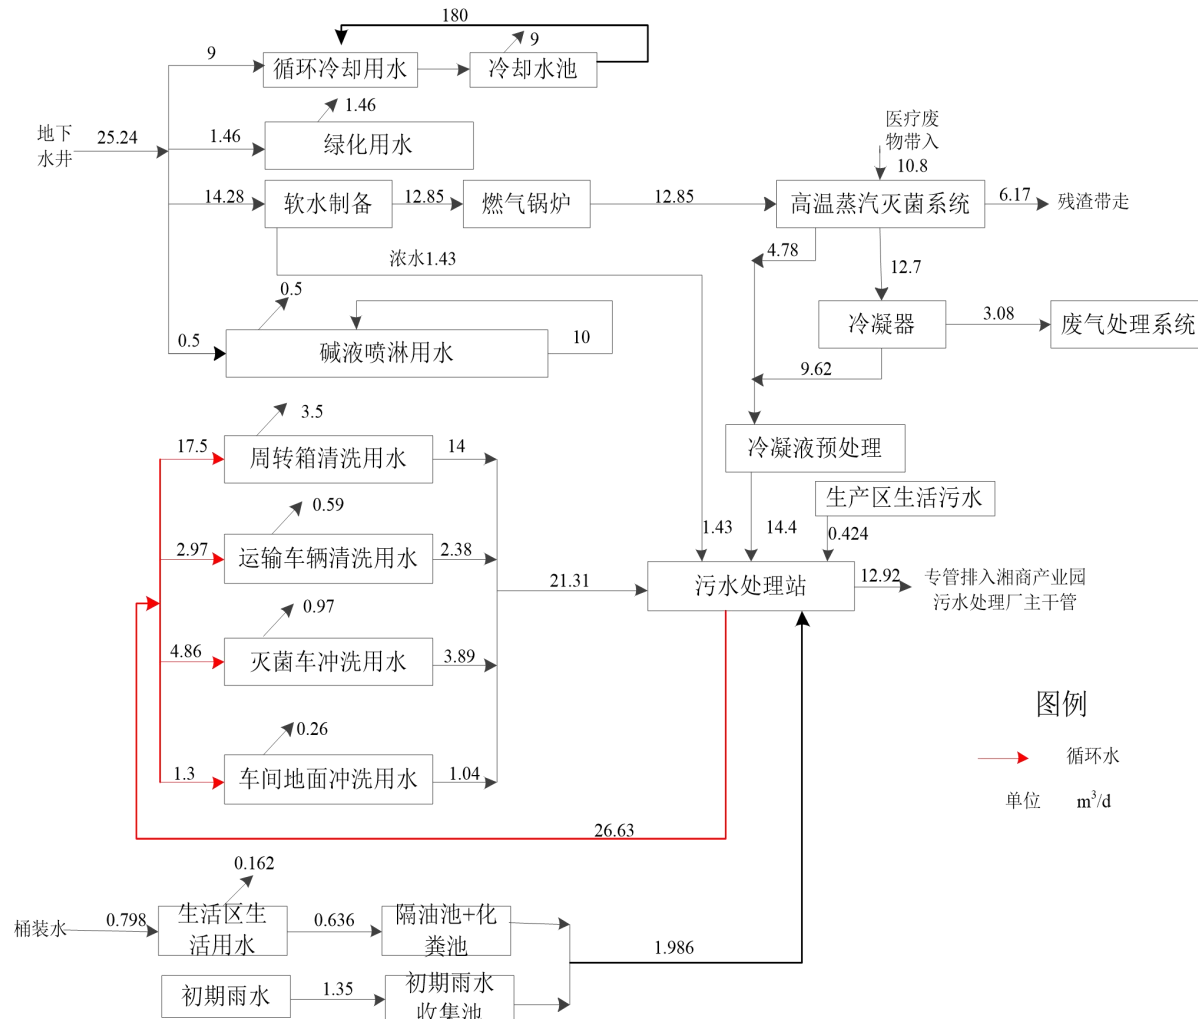 180
9
循环冷却用水
9
冷却水池
地下
水井
25.24
1.46
1.46
绿化用水
医疗废
物带入
10.8
14.28
软水制备
12.85
燃气锅炉
12.85
高温蒸汽灭菌系统
6.17
残渣带走
浓水1.43
4.78
12.7
0.5
0.5
碱液喷淋用水
10
冷凝器
3.08
废气处理系统
9.62
3.5
17.5
周转箱清洗用水
14
冷凝液预处理
生产区生活污水
0.59
2.97
运输车辆清洗用水
2.38
1.43
14.4
0.424
21.31
污水处理站
12.92
专管排入湘商产业园
污水处理厂主干管
0.97
4.86
灭菌车冲洗用水
3.89
0.26
1.3
车间地面冲洗用水
1.04
图例
循环水
单位 m³/d
26.63
0.162
桶装水
0.798
生活区生
活用水
0.636
隔油池+化
粪池
1.986
初期雨水
1.35
初期雨水
收集池